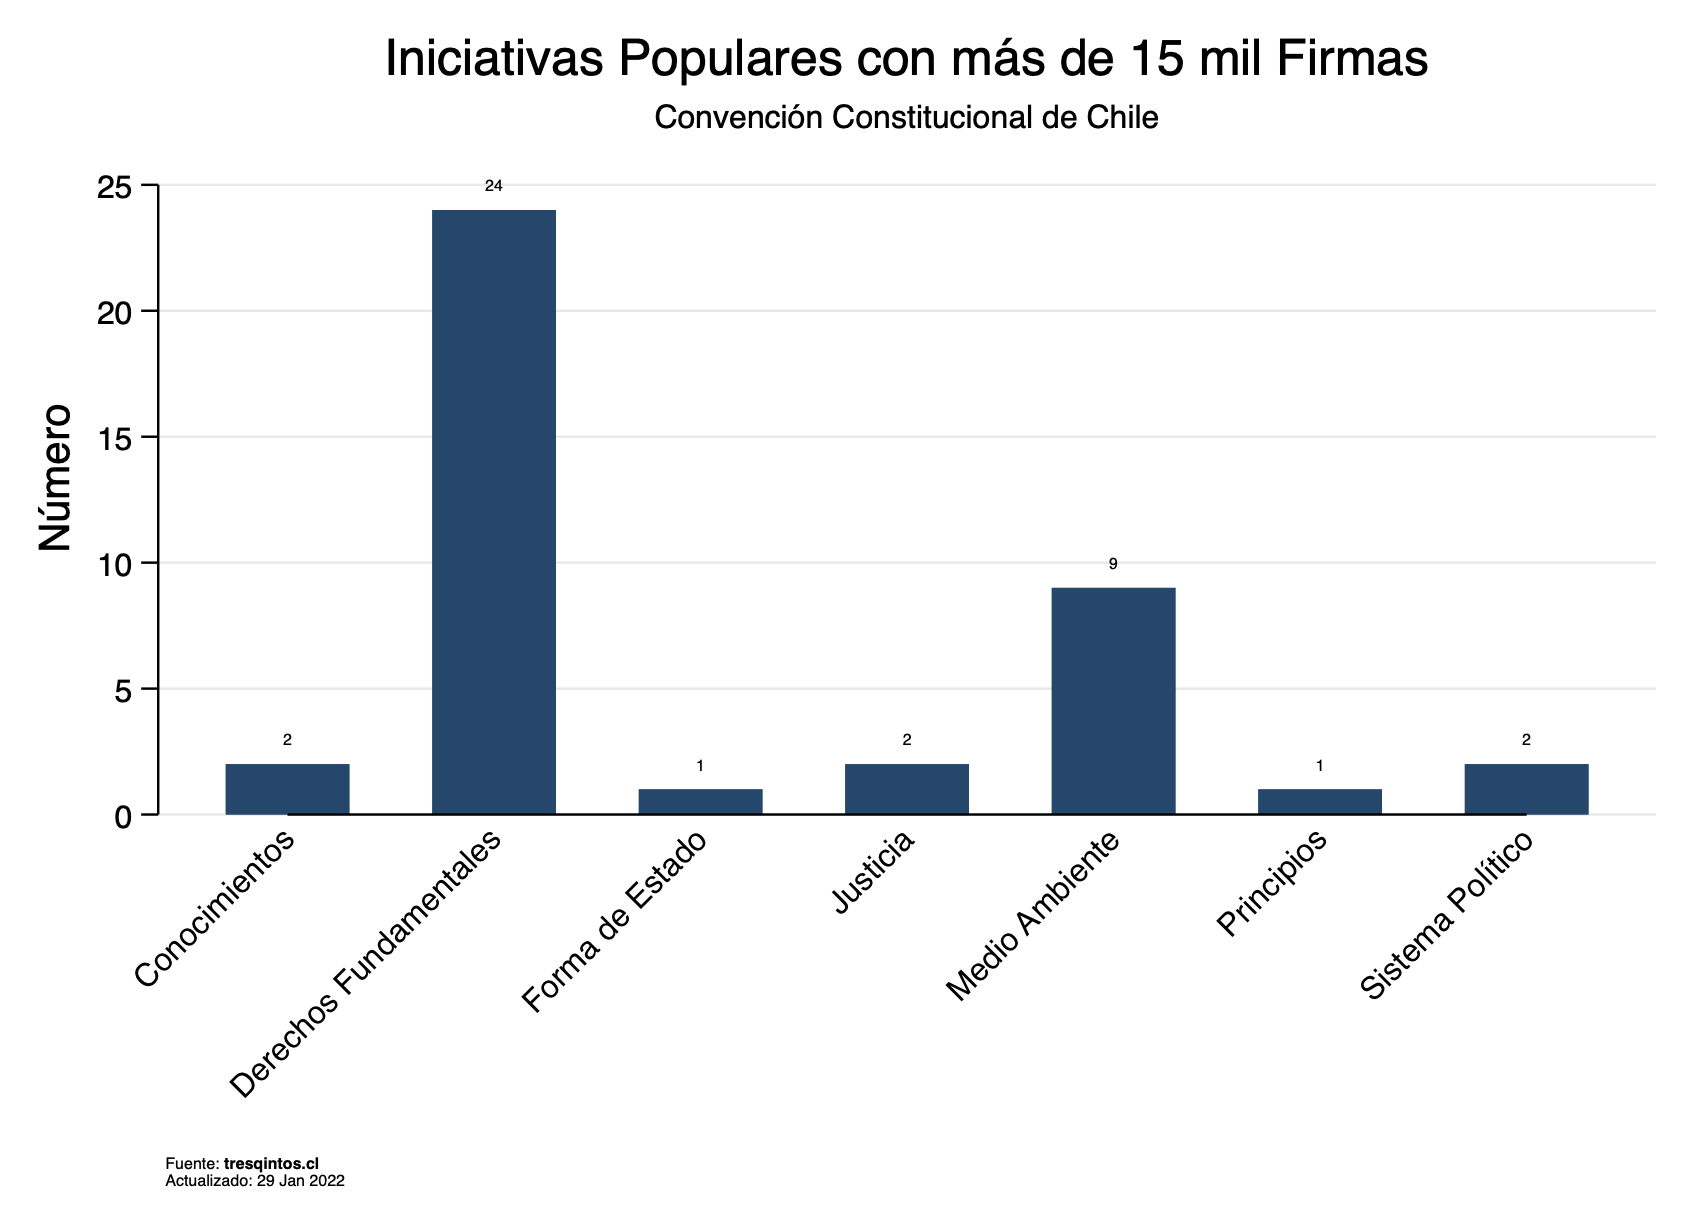 Iniciativas Populares con más de 15 mil Firmas
Convención Constitucional de Chile
Número
25
20
15
10
5
0
2
24
1
2
9
1
2
Conocimientos
Derechos Fundamentales
Forma de Estado
Justicia
Medio Ambiente
Principios
Sistema Político
Fuente: tresqintos.cl
Actualizado: 29 Jan 2022